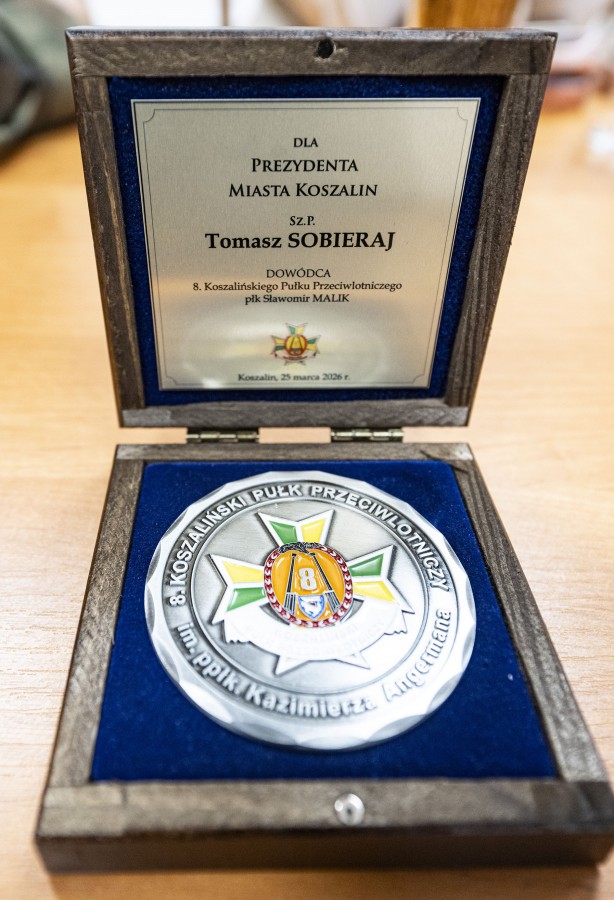 DLA
PREZYDENTA
MIASTA KOSZALIN
SZ.P.
Tomasz SOBIERAJ
DOWÓDCA
8. Koszalińskiego Pułku Przeciwlotniczego
płk Sławomir MALIK
Koszalin, 25 marca 2026 r.
8. KOSZALIŃSKI PUŁK PRZECIWLOTNICZY
8
im. ppłk. Kazimierza Angermana